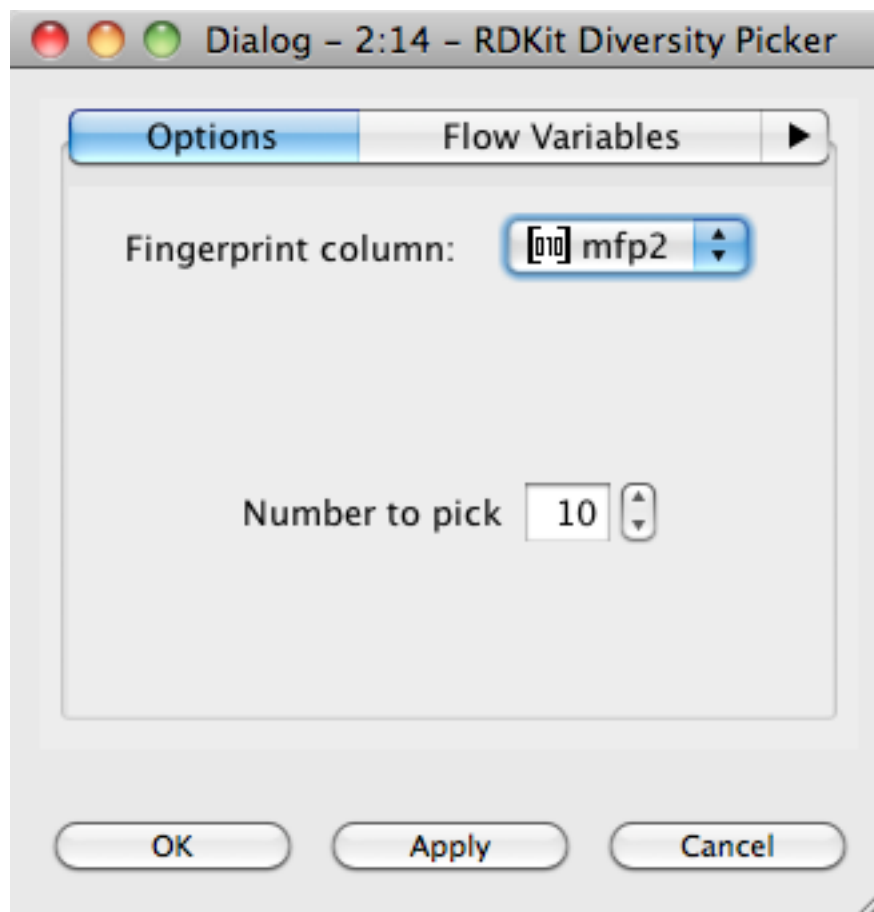 Dialog – 2:14 – RDKit Diversity Picker
Options Flow Variables
Fingerprint column: [010] mfp2
Number to pick 10
OK Apply Cancel